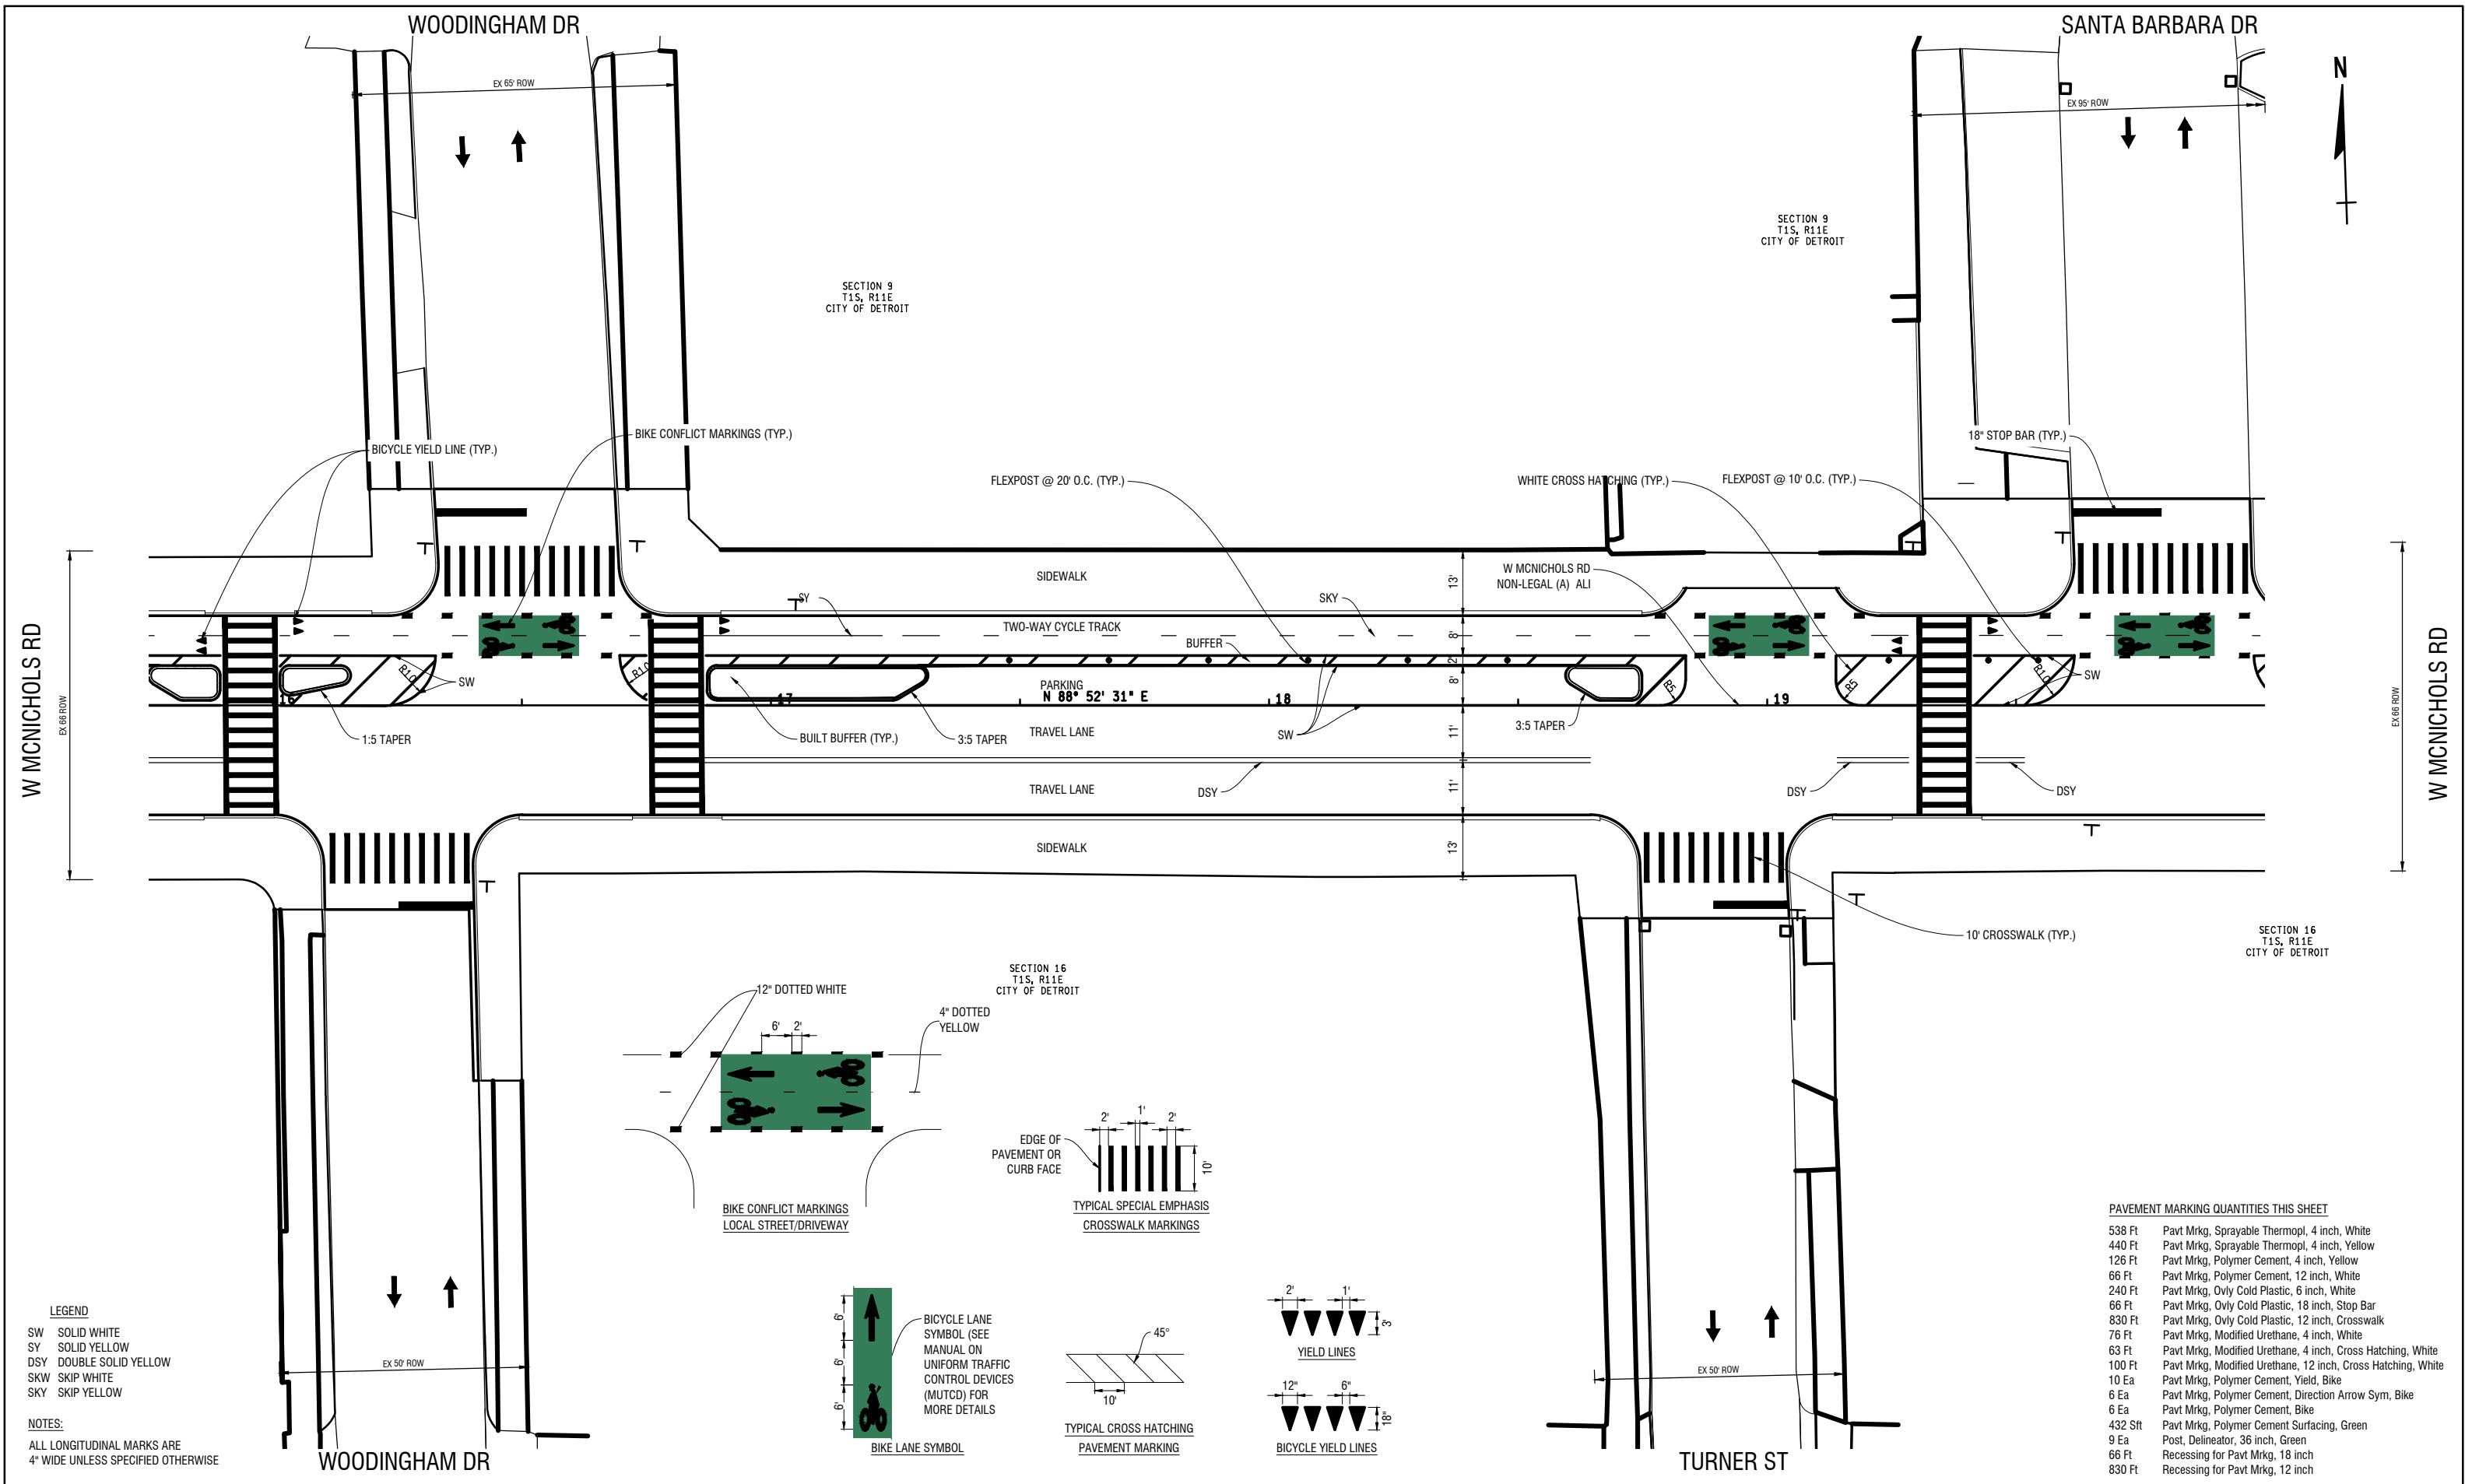 WOODINGHAM DR
SANTA BARBARA DR
N
EX 65' ROW
EX 95' ROW
SECTION 9
T1S, R11E
CITY OF DETROIT
SECTION 9
T1S, R11E
CITY OF DETROIT
BICYCLE YIELD LINE (TYP.)
BIKE CONFLICT MARKINGS (TYP.)
FLEXPOST @ 20' O.C. (TYP.)
WHITE CROSS HATCHING (TYP.)
FLEXPOST @ 10' O.C. (TYP.)
18" STOP BAR (TYP.)
W MCNICHOLS RD
EX 66 ROW
SIDEWALK
13'
W MCNICHOLS RD
NON-LEGAL (A) ALI
SY
SKY
TWO-WAY CYCLE TRACK
8'
BUFFER
2'
R10
SW
R10
PARKING
8'
R5
R5
R10
SW
16
17
N 88° 52' 31" E
18
19
1:5 TAPER
BUILT BUFFER (TYP.)
3:5 TAPER
TRAVEL LANE
11'
SW
3:5 TAPER
TRAVEL LANE
11'
DSY
DSY
DSY
SIDEWALK
13'
W MCNICHOLS RD
EX 66 ROW
10' CROSSWALK (TYP.)
SECTION 16
T1S, R11E
CITY OF DETROIT
SECTION 16
T1S, R11E
CITY OF DETROIT
12" DOTTED WHITE
4" DOTTED
YELLOW
6' 2'
BIKE CONFLICT MARKINGS
LOCAL STREET/DRIVEWAY
2' 1' 2'
EDGE OF
PAVEMENT OR
CURB FACE
10'
TYPICAL SPECIAL EMPHASIS
CROSSWALK MARKINGS
6'
6'
6'
BICYCLE LANE
SYMBOL (SEE
MANUAL ON
UNIFORM TRAFFIC
CONTROL DEVICES
(MUTCD) FOR
MORE DETAILS
BIKE LANE SYMBOL
45°
10'
TYPICAL CROSS HATCHING
PAVEMENT MARKING
2' 1'
3'
YIELD LINES
12" 6"
18"
BICYCLE YIELD LINES
LEGEND
SW SOLID WHITE
SY SOLID YELLOW
DSY DOUBLE SOLID YELLOW
SKW SKIP WHITE
SKY SKIP YELLOW
NOTES:
ALL LONGITUDINAL MARKS ARE
4" WIDE UNLESS SPECIFIED OTHERWISE
EX 50' ROW
WOODINGHAM DR
EX 50' ROW
TURNER ST
PAVEMENT MARKING QUANTITIES THIS SHEET
538 Ft Pavt Mrkg, Sprayable Thermopl, 4 inch, White
440 Ft Pavt Mrkg, Sprayable Thermopl, 4 inch, Yellow
126 Ft Pavt Mrkg, Polymer Cement, 4 inch, Yellow
66 Ft Pavt Mrkg, Polymer Cement, 12 inch, White
240 Ft Pavt Mrkg, Ovly Cold Plastic, 6 inch, White
66 Ft Pavt Mrkg, Ovly Cold Plastic, 18 inch, Stop Bar
830 Ft Pavt Mrkg, Ovly Cold Plastic, 12 inch, Crosswalk
76 Ft Pavt Mrkg, Modified Urethane, 4 inch, White
63 Ft Pavt Mrkg, Modified Urethane, 4 inch, Cross Hatching, White
100 Ft Pavt Mrkg, Modified Urethane, 12 inch, Cross Hatching, White
10 Ea Pavt Mrkg, Polymer Cement, Yield, Bike
6 Ea Pavt Mrkg, Polymer Cement, Direction Arrow Sym, Bike
6 Ea Pavt Mrkg, Polymer Cement, Bike
432 Sft Pavt Mrkg, Polymer Cement Surfacing, Green
9 Ea Post, Delineator, 36 inch, Green
66 Ft Recessing for Pavt Mrkg, 18 inch
830 Ft Recessing for Pavt Mrkg, 12 inch